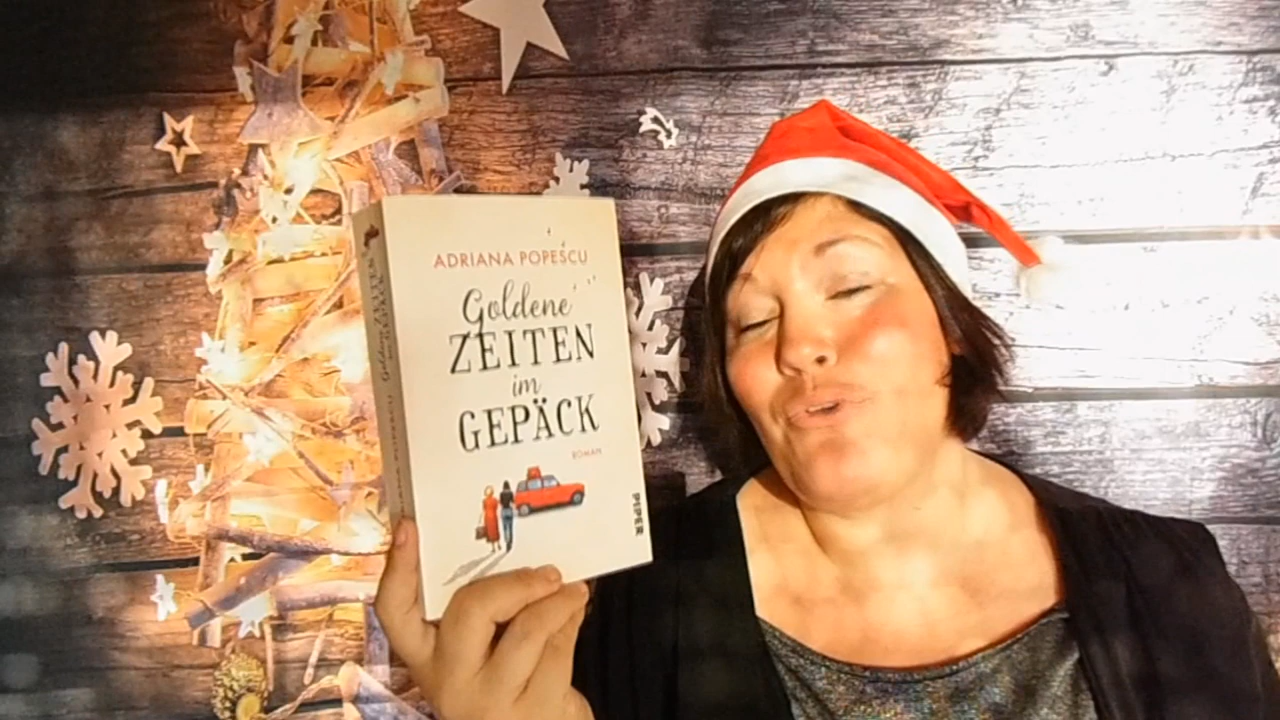 ADRIANA POPESCU
Goldene
ZEITEN
im
GEPÄCK
ROMAN
PIPER